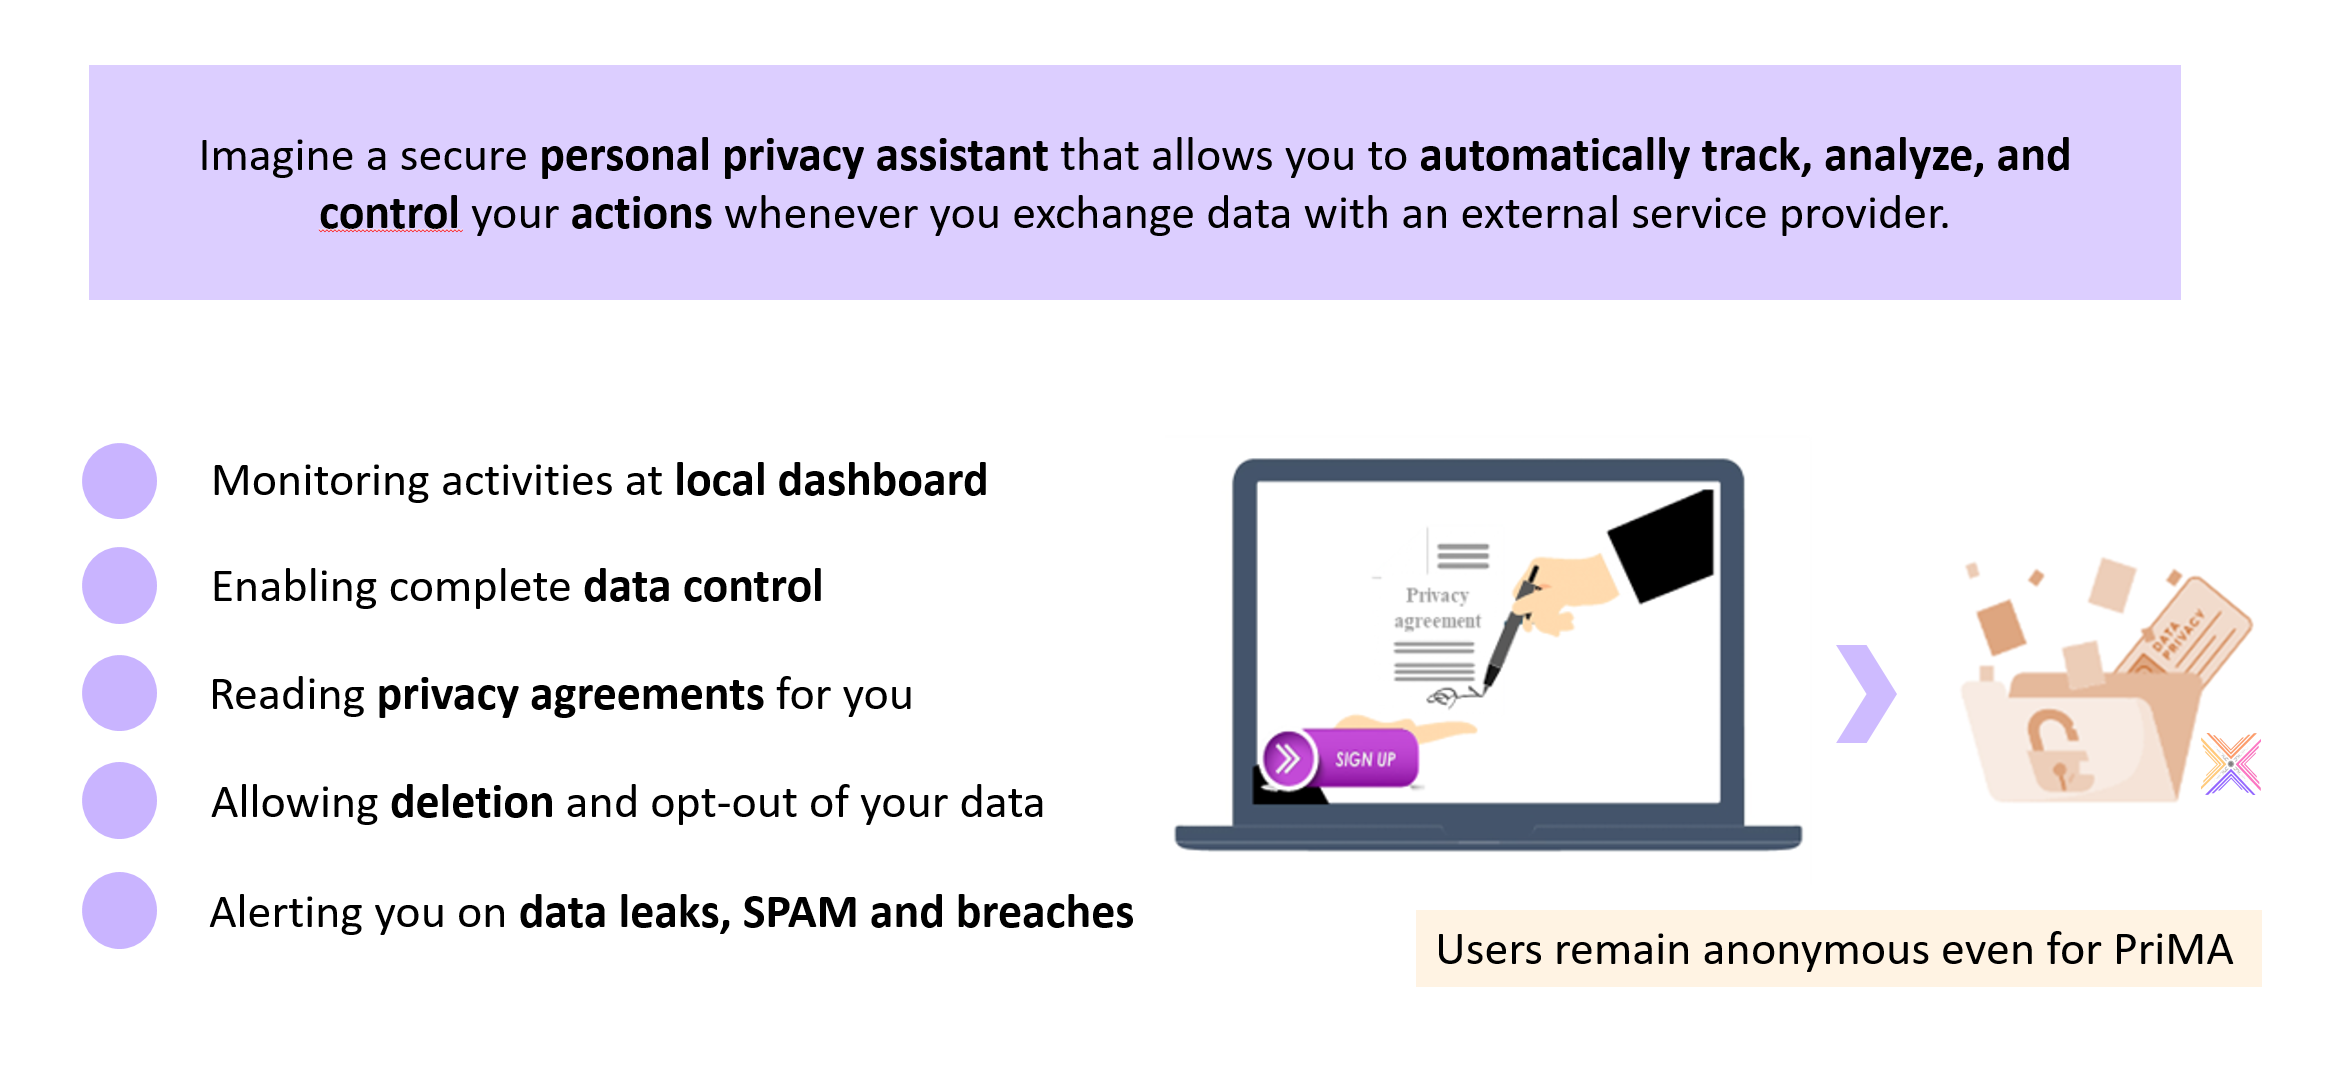 Imagine a secure personal privacy assistant that allows you to automatically track, analyze, and
control your actions whenever you exchange data with an external service provider.
Monitoring activities at local dashboard
Enabling complete data control
Reading privacy agreements for you
Allowing deletion and opt-out of your data
Alerting you on data leaks, SPAM and breaches
Privacy
agreement
SIGN UP
DATA
PRIVACY
Users remain anonymous even for PriMA